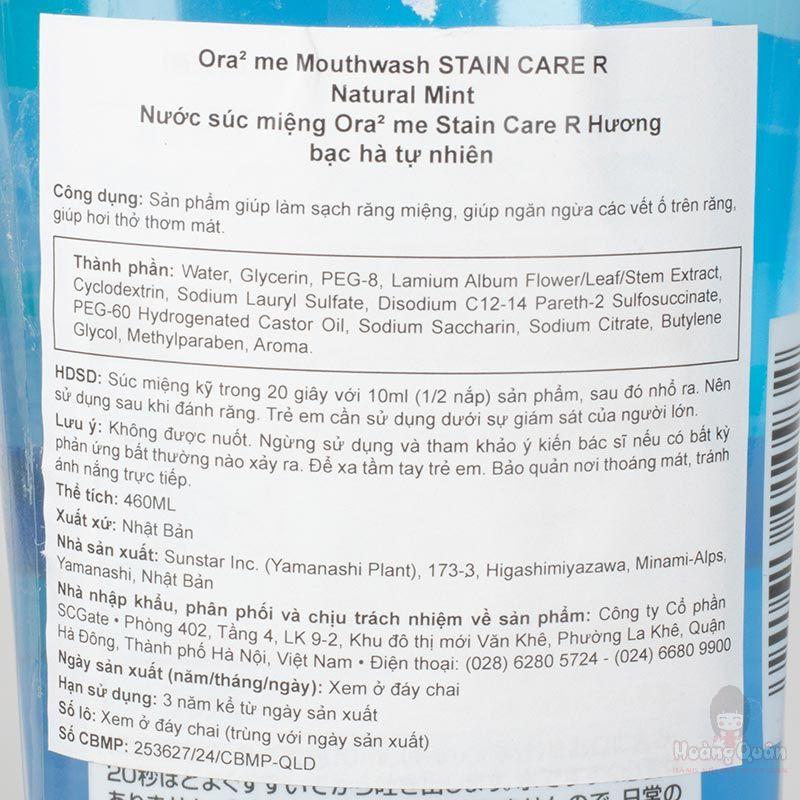 Ora² me Mouthwash STAIN CARE R
Natural Mint
Nước súc miệng Ora² me Stain Care R Hương
bạc hà tự nhiên
Công dụng: Sản phẩm giúp làm sạch răng miệng, giúp ngăn ngừa các vết ố trên răng,
giúp hơi thở thơm mát.
Thành phần: Water, Glycerin, PEG-8, Lamium Album Flower/Leaf/Stem Extract,
Cyclodextrin, Sodium Lauryl Sulfate, Disodium C12-14 Pareth-2 Sulfosuccinate,
PEG-60 Hydrogenated Castor Oil, Sodium Saccharin, Sodium Citrate, Butylene
Glycol, Methylparaben, Aroma.
HDSD: Súc miệng kỹ trong 20 giây với 10ml (1/2 nắp) sản phẩm, sau đó nhổ ra. Nên
sử dụng sau khi đánh răng. Trẻ em cần sử dụng dưới sự giám sát của người lớn.
Lưu ý: Không được nuốt. Ngừng sử dụng và tham khảo ý kiến bác sĩ nếu có bất kỳ
phản ứng bất thường nào xảy ra. Để xa tầm tay trẻ em. Bảo quản nơi thoáng mát, tránh
ánh nắng trực tiếp.
Thể tích: 460ML
Xuất xứ: Nhật Bản
Nhà sản xuất: Sunstar Inc. (Yamanashi Plant), 173-3, Higashimiyazawa, Minami-Alps,
Yamanashi, Nhật Bản
Nhà nhập khẩu, phân phối và chịu trách nhiệm về sản phẩm: Công ty Cổ phần
SCGate • Phòng 402, Tầng 4, LK 9-2, Khu đô thị mới Văn Khê, Phường La Khê, Quận
Hà Đông, Thành phố Hà Nội, Việt Nam • Điện thoại: (028) 6280 5724 - (024) 6680 9900
Ngày sản xuất (năm/tháng/ngày): Xem ở đáy chai
Hạn sử dụng: 3 năm kể từ ngày sản xuất
Số lô: Xem ở đáy chai (trùng với ngày sản xuất)
Số CBMP: 253627/24/CBMP-QLD
HoàngQuân